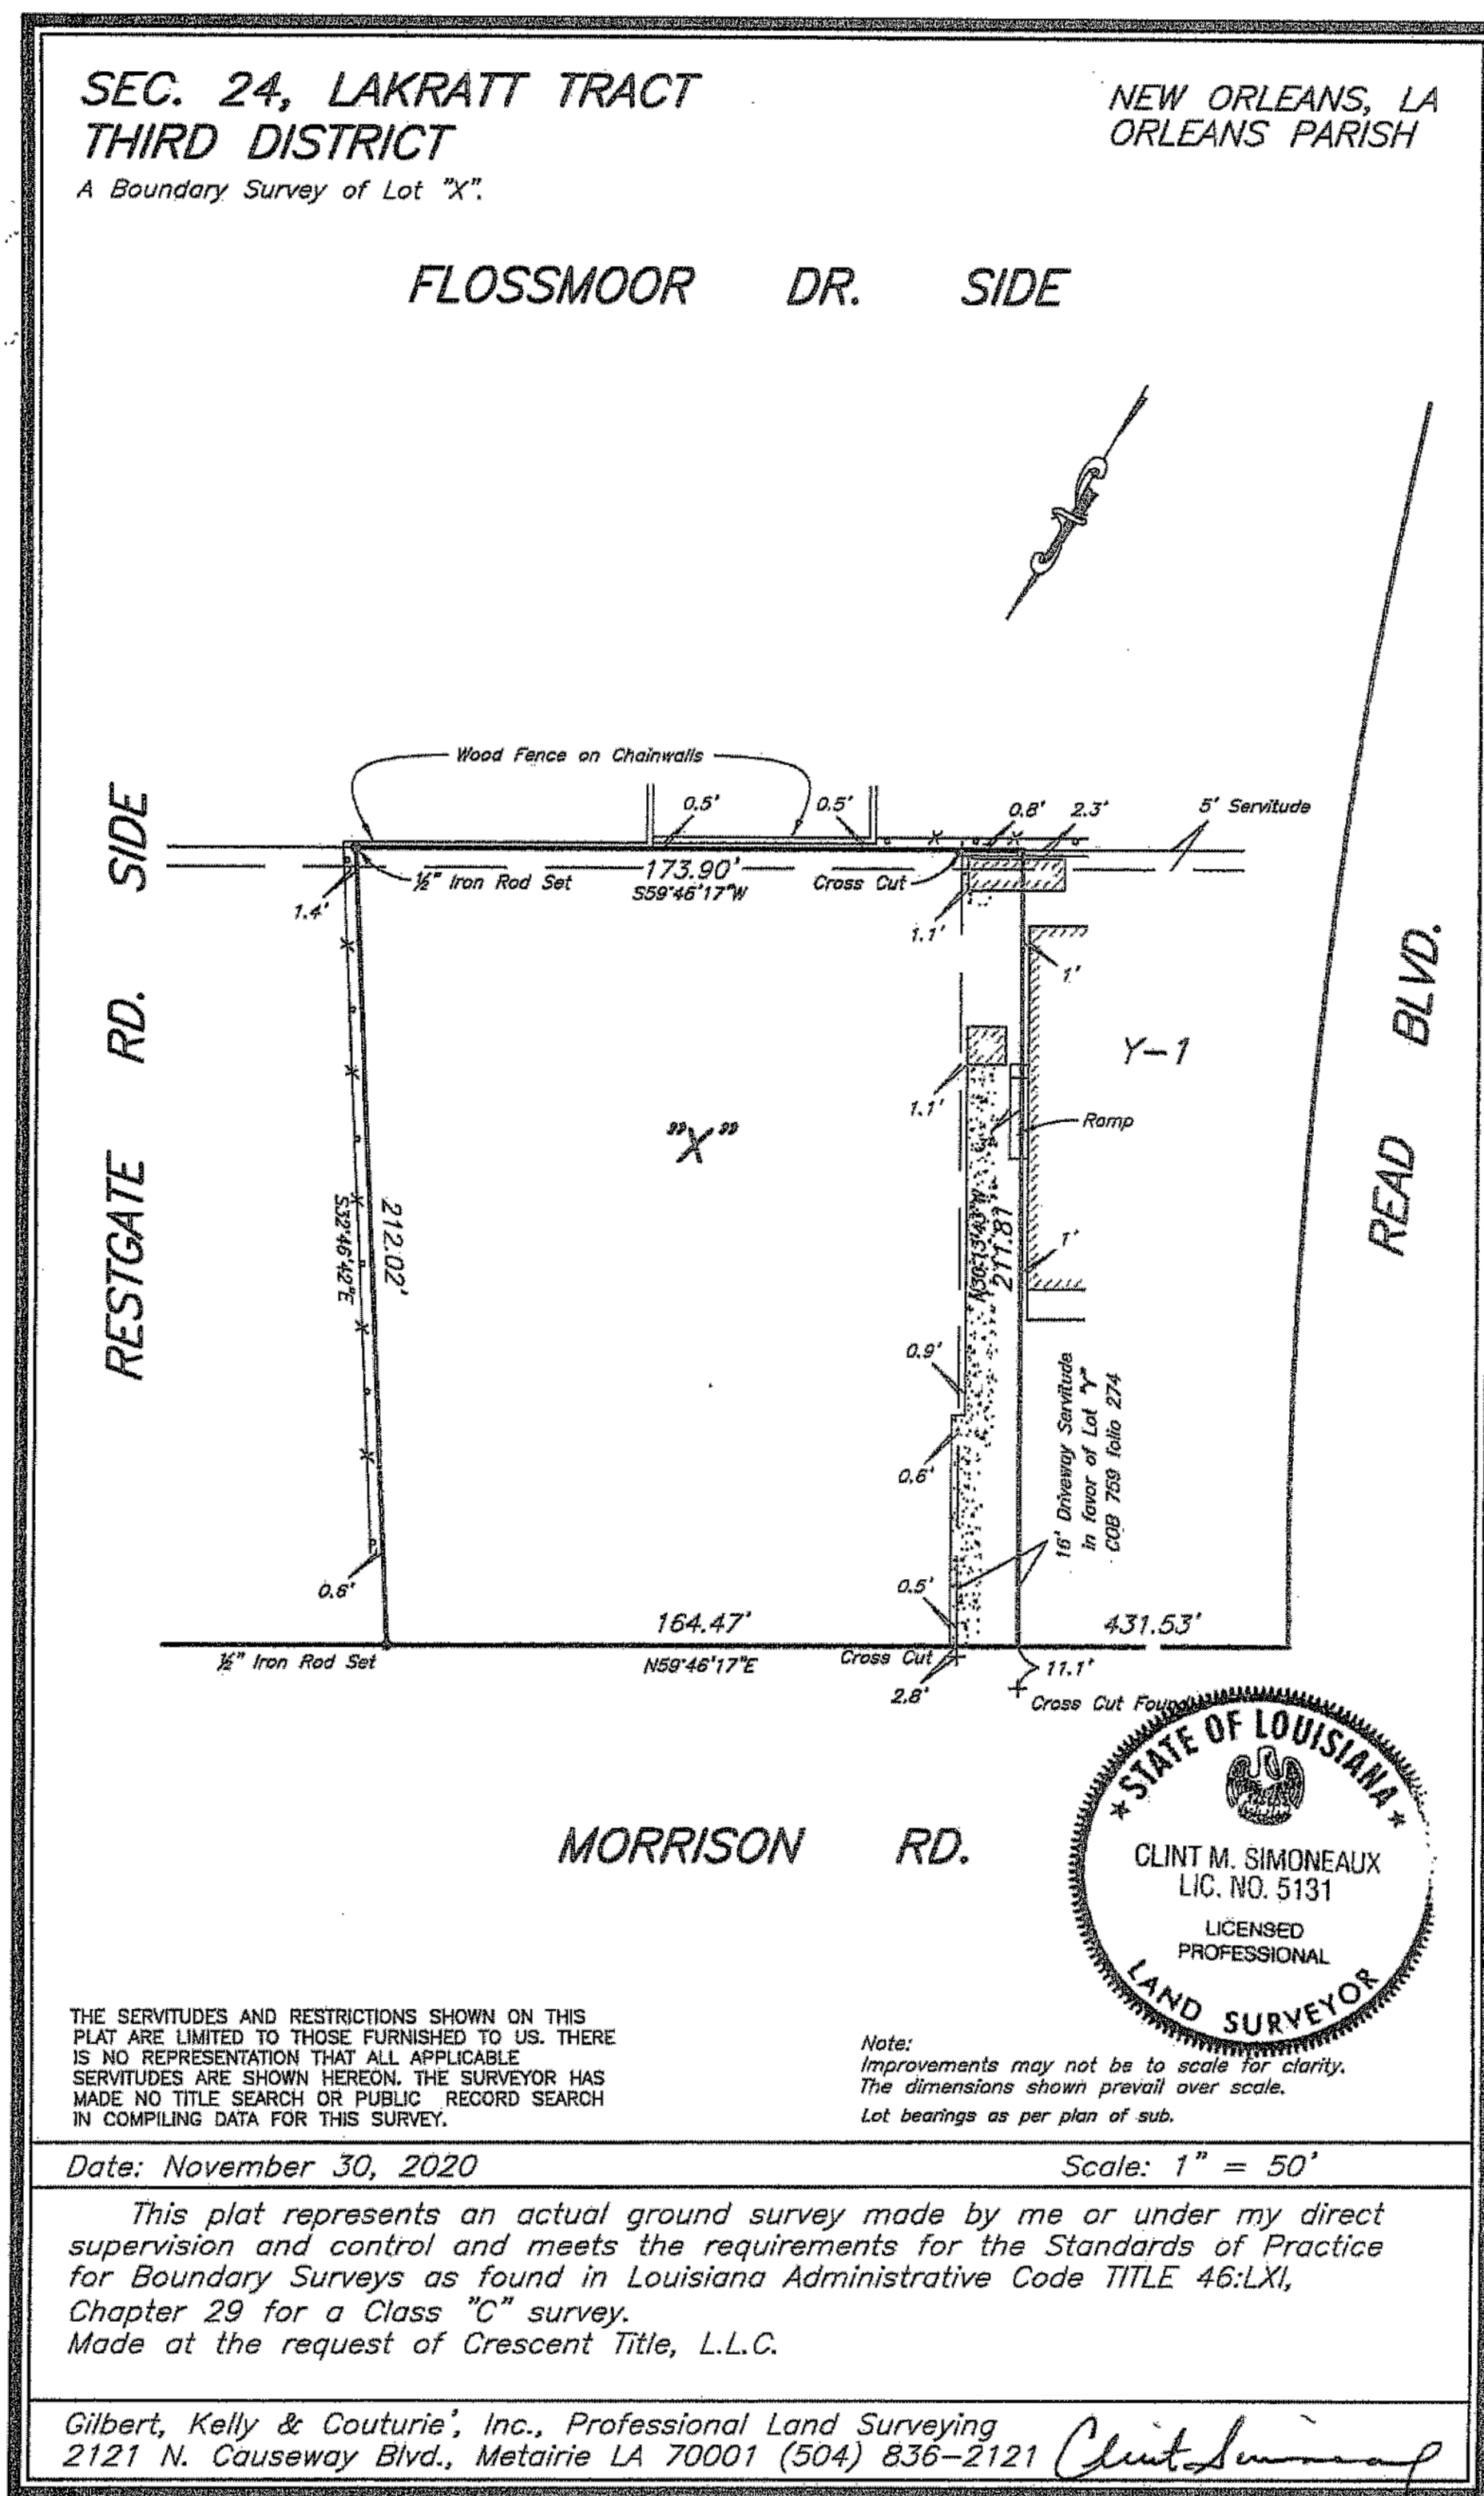 SEC. 24, LAKRATT TRACT
THIRD DISTRICT
A Boundary Survey of Lot "X".
NEW ORLEANS, LA
ORLEANS PARISH
FLOSSMOOR DR. SIDE
Wood Fence on Chainwalls
0.5'
0.5'
0.8'
2.3'
5' Servitude
½" Iron Rod Set
173.90'
S59°46'17"W
Cross Cut
1.4'
1.1'
1'
RESTGATE RD. SIDE
Y-1
1.1'
Ramp
"X"
S32°46'42"E
212.02'
N30°13'43"W
211.81'
1'
READ BLVD.
0.9'
0.6'
16' Driveway Servitude
in favor of Lot "Y"
COB 759 folio 274
0.6'
0.5'
164.47'
431.53'
½" Iron Rod Set
N59°46'17"E
Cross Cut
2.8'
11.1'
Cross Cut Found
MORRISON RD.
STATE OF LOUISIANA
CLINT M. SIMONEAUX
LIC. NO. 5131
LICENSED
PROFESSIONAL
LAND SURVEYOR
THE SERVITUDES AND RESTRICTIONS SHOWN ON THIS
PLAT ARE LIMITED TO THOSE FURNISHED TO US. THERE
IS NO REPRESENTATION THAT ALL APPLICABLE
SERVITUDES ARE SHOWN HEREON. THE SURVEYOR HAS
MADE NO TITLE SEARCH OR PUBLIC RECORD SEARCH
IN COMPILING DATA FOR THIS SURVEY.
Note:
Improvements may not be to scale for clarity.
The dimensions shown prevail over scale.
Lot bearings as per plan of sub.
Date: November 30, 2020
Scale: 1" = 50'
This plat represents an actual ground survey made by me or under my direct
supervision and control and meets the requirements for the Standards of Practice
for Boundary Surveys as found in Louisiana Administrative Code TITLE 46:LXI,
Chapter 29 for a Class "C" survey.
Made at the request of Crescent Title, L.L.C.
Gilbert, Kelly & Couturie', Inc., Professional Land Surveying
2121 N. Causeway Blvd., Metairie LA 70001 (504) 836-2121
Clint Simoneaux